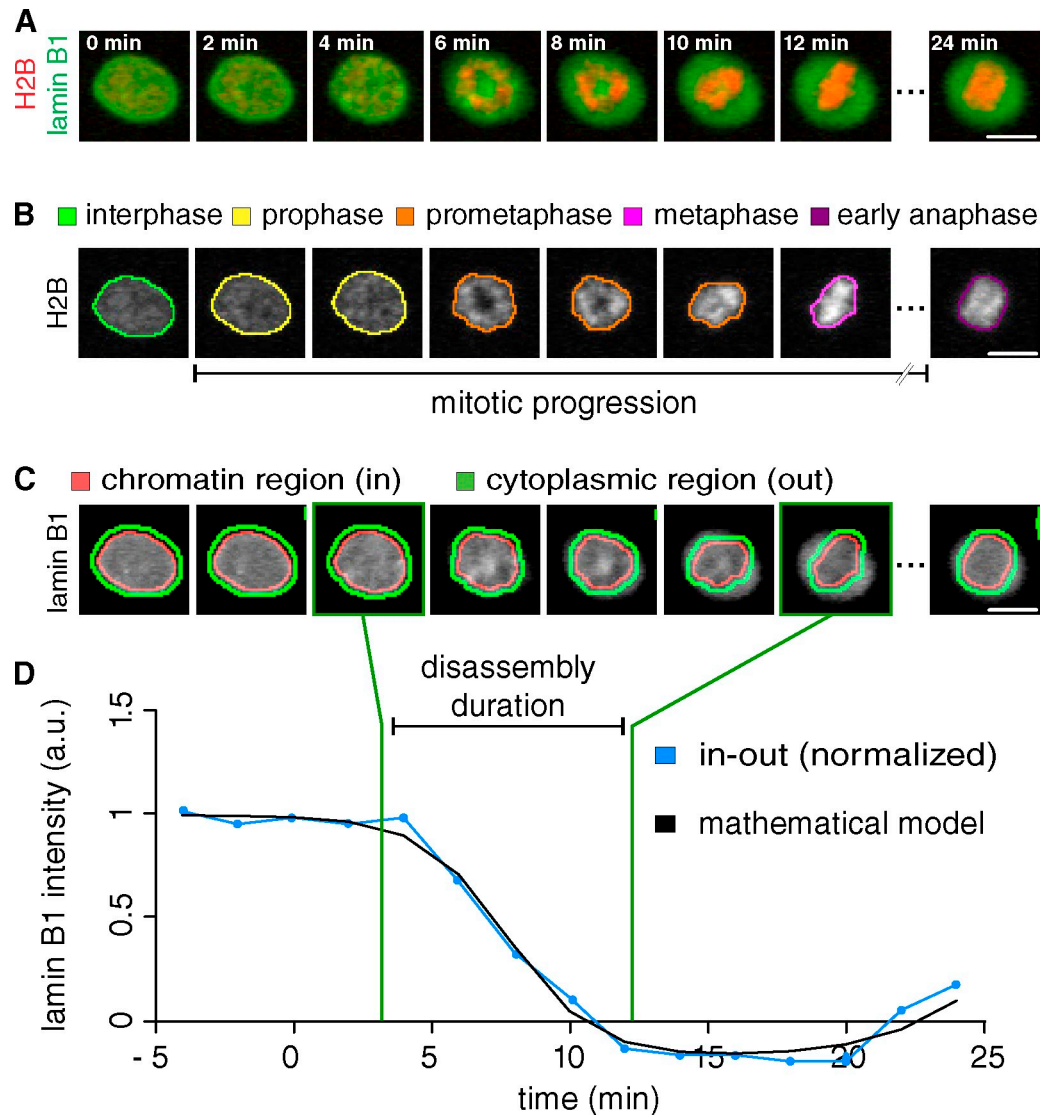 A
H2B
lamin B1
0 min 2 min 4 min 6 min 8 min 10 min 12 min ... 24 min
B
interphase prophase prometaphase metaphase early anaphase
H2B
...
mitotic progression
C
chromatin region (in) cytoplasmic region (out)
lamin B1
...
D
disassembly
duration
in-out (normalized)
mathematical model
lamin B1 intensity (a.u.)
1.5
1
0.5
0
- 5 0 5 10 15 20 25
time (min)